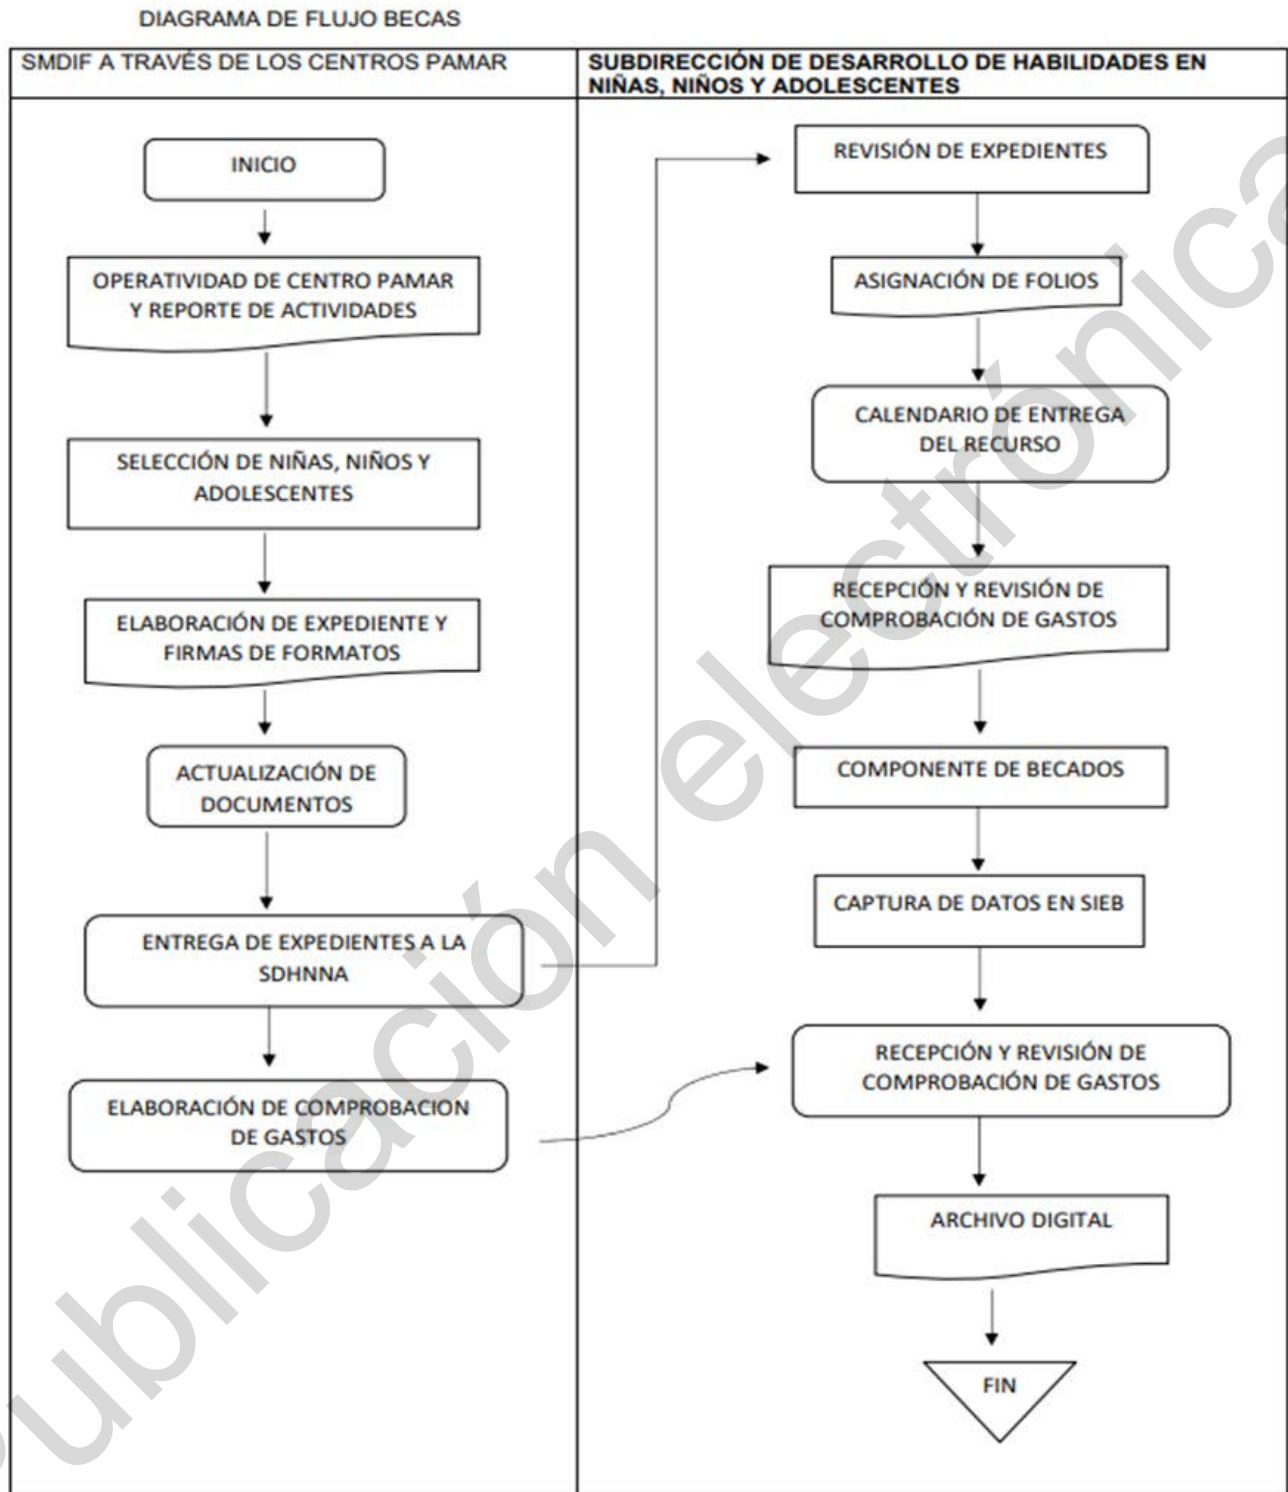 DIAGRAMA DE FLUJO BECAS
SMDIF A TRAVÉS DE LOS CENTROS PAMAR
INICIO
OPERATIVIDAD DE CENTRO PAMAR
Y REPORTE DE ACTIVIDADES
SELECCIÓN DE NIÑAS, NIÑOS Y
ADOLESCENTES
ELABORACIÓN DE EXPEDIENTE Y
FIRMAS DE FORMATOS
ACTUALIZACIÓN DE
DOCUMENTOS
ENTREGA DE EXPEDIENTES A LA
SDHNNA
ELABORACIÓN DE COMPROBACION
DE GASTOS
SUBDIRECCIÓN DE DESARROLLO DE HABILIDADES EN
NIÑAS, NIÑOS Y ADOLESCENTES
REVISIÓN DE EXPEDIENTES
ASIGNACIÓN DE FOLIOS
CALENDARIO DE ENTREGA
DEL RECURSO
RECEPCIÓN Y REVISIÓN DE
COMPROBACIÓN DE GASTOS
COMPONENTE DE BECADOS
CAPTURA DE DATOS EN SIEB
RECEPCIÓN Y REVISIÓN DE
COMPROBACIÓN DE GASTOS
ARCHIVO DIGITAL
FIN
Publicación electrónica